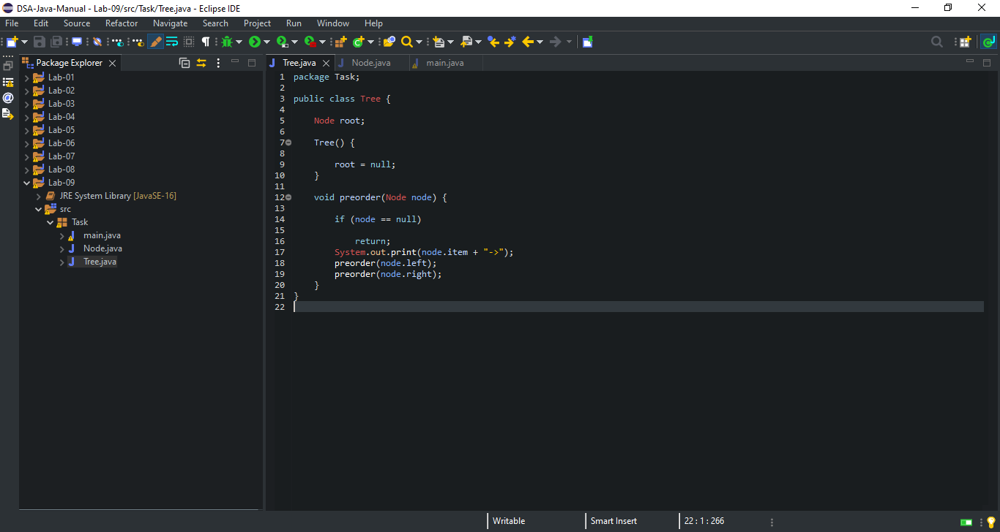 DSA-Java-Manual - Lab-09/src/Task/Tree.java - Eclipse IDE
File Edit Source Refactor Navigate Search Project Run Window Help
Package Explorer
Lab-01
Lab-02
Lab-03
Lab-04
Lab-05
Lab-06
Lab-07
Lab-08
Lab-09
JRE System Library [JavaSE-16]
src
Task
main.java
Node.java
Tree.java
Tree.java Node.java main.java
1 package Task;
2
3 public class Tree {
4
5 Node root;
6
7 Tree() {
8
9 root = null;
10 }
11
12 void preorder(Node node) {
13
14 if (node == null)
15
16 return;
17 System.out.print(node.item + "->");
18 preorder(node.left);
19 preorder(node.right);
20 }
21 }
22
Writable Smart Insert 22 : 1 : 266